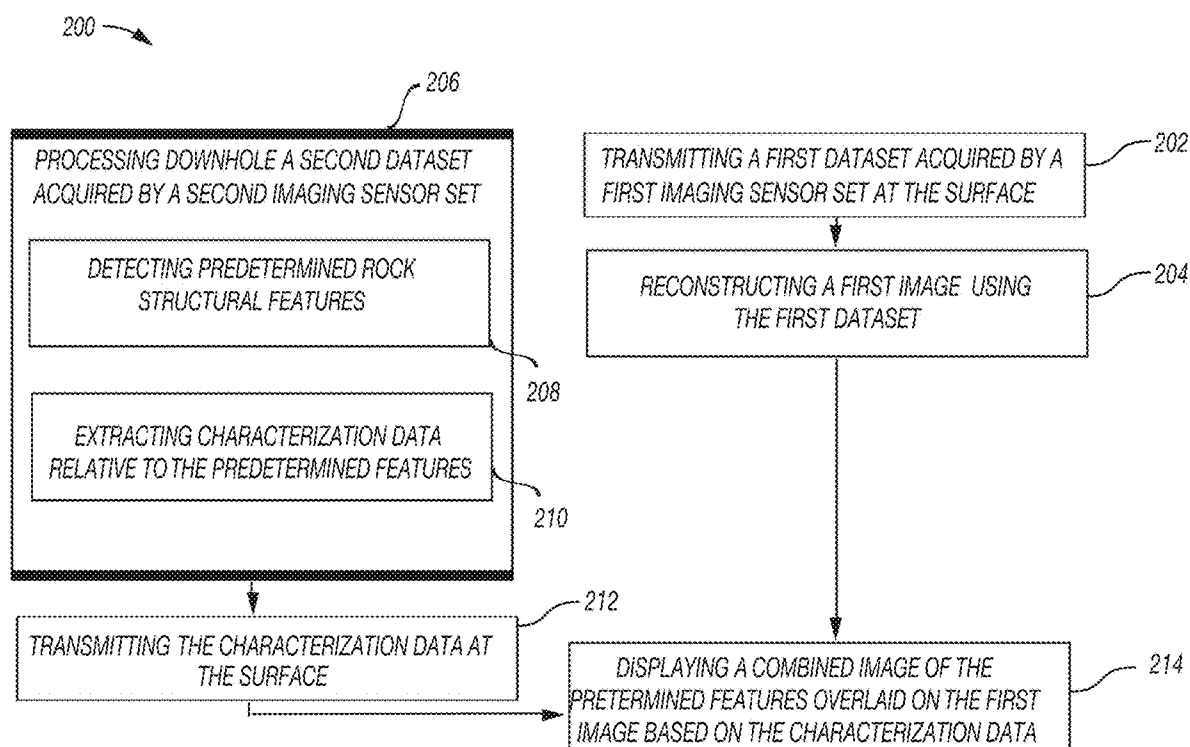 200
206
PROCESSING DOWNHOLE A SECOND DATASET
ACQUIRED BY A SECOND IMAGING SENSOR SET
DETECTING PREDETERMINED ROCK
STRUCTURAL FEATURES
208
EXTRACTING CHARACTERIZATION DATA
RELATIVE TO THE PREDETERMINED FEATURES
210
212
TRANSMITTING THE CHARACTERIZATION DATA AT
THE SURFACE
202
TRANSMITTING A FIRST DATASET ACQUIRED BY A
FIRST IMAGING SENSOR SET AT THE SURFACE
204
RECONSTRUCTING A FIRST IMAGE USING
THE FIRST DATASET
214
DISPLAYING A COMBINED IMAGE OF THE
PRETERMINED FEATURES OVERLAID ON THE FIRST
IMAGE BASED ON THE CHARACTERIZATION DATA